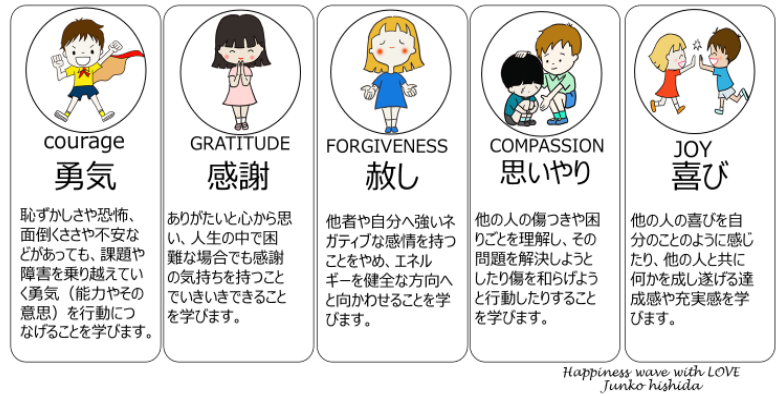 courage
勇気
恥ずかしさや恐怖、
面倒くささや不安な
どがあっても、課題や
障害を乗り越えてい
く勇気（能力やその
意思）を行動につ
なげることを学びます。
GRATITUDE
感謝
ありがたいと心から思
い、人生の中で困
難な場合でも感謝
の気持ちを持つこと
でいきいきできること
を学びます。
FORGIVENESS
赦し
他者や自分へ強いネ
ガティブな感情を持つ
ことをやめ、エネル
ギーを健全な方向へ
と向かわせることを学
びます。
COMPASSION
思いやり
他の人の傷つきや困
りごとを理解し、その
問題を解決しようと
したり傷を和らげよう
と行動したりすること
を学びます。
JOY
喜び
他の人の喜びを自
分のことのように感じ
たり、他の人と共に
何かを成し遂げる達
成感や充実感を学
びます。
Happiness wave with LOVE
Junko hishida